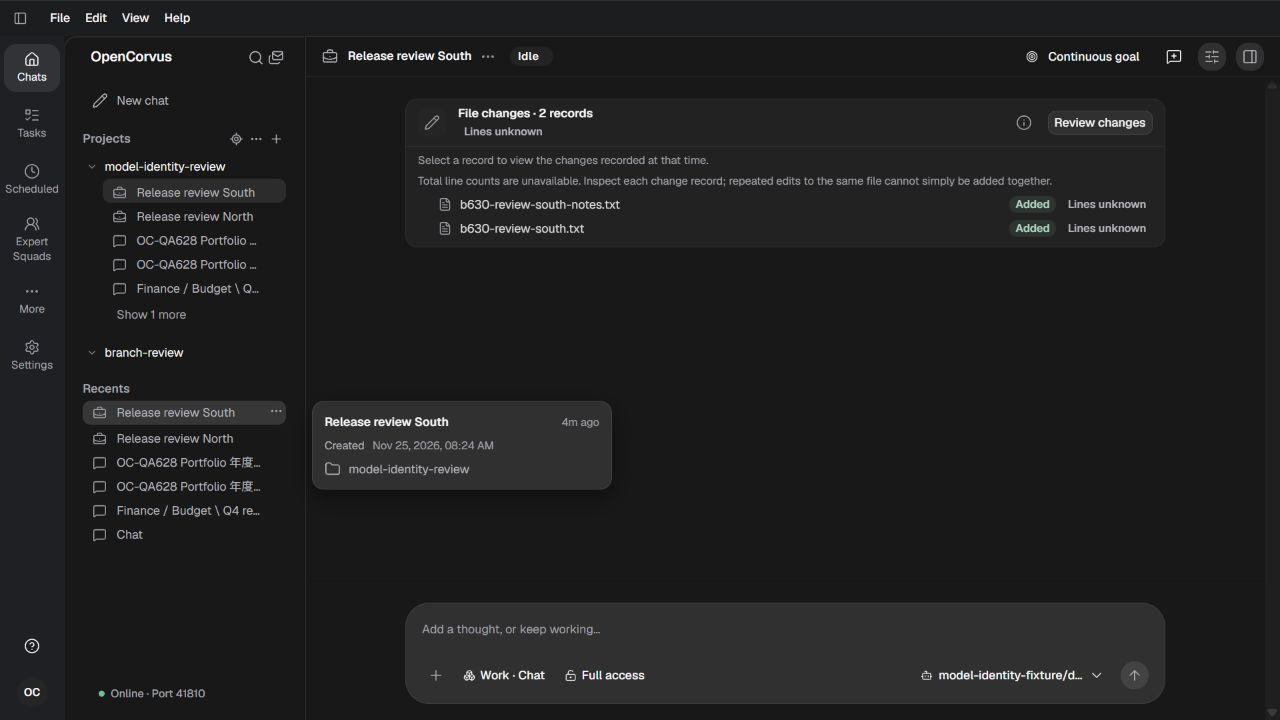 File Edit View Help
Chats
Tasks
Scheduled
Expert
Squads
More
Settings
OC
OpenCorvus
New chat
Projects
model-identity-review
Release review South
Release review North
OC-QA628 Portfolio ...
OC-QA628 Portfolio ...
Finance / Budget \ Q...
Show 1 more
branch-review
Recents
Release review South
Release review North
OC-QA628 Portfolio 年度...
OC-QA628 Portfolio 年度...
Finance / Budget \ Q4 re...
Chat
Online · Port 41810
Release review South
Idle
Continuous goal
File changes · 2 records
Lines unknown
Review changes
Select a record to view the changes recorded at that time.
Total line counts are unavailable. Inspect each change record; repeated edits to the same file cannot simply be added together.
b630-review-south-notes.txt Added Lines unknown
b630-review-south.txt Added Lines unknown
Release review South 4m ago
Created Nov 25, 2026, 08:24 AM
model-identity-review
Add a thought, or keep working...
Work · Chat
Full access
model-identity-fixture/d...